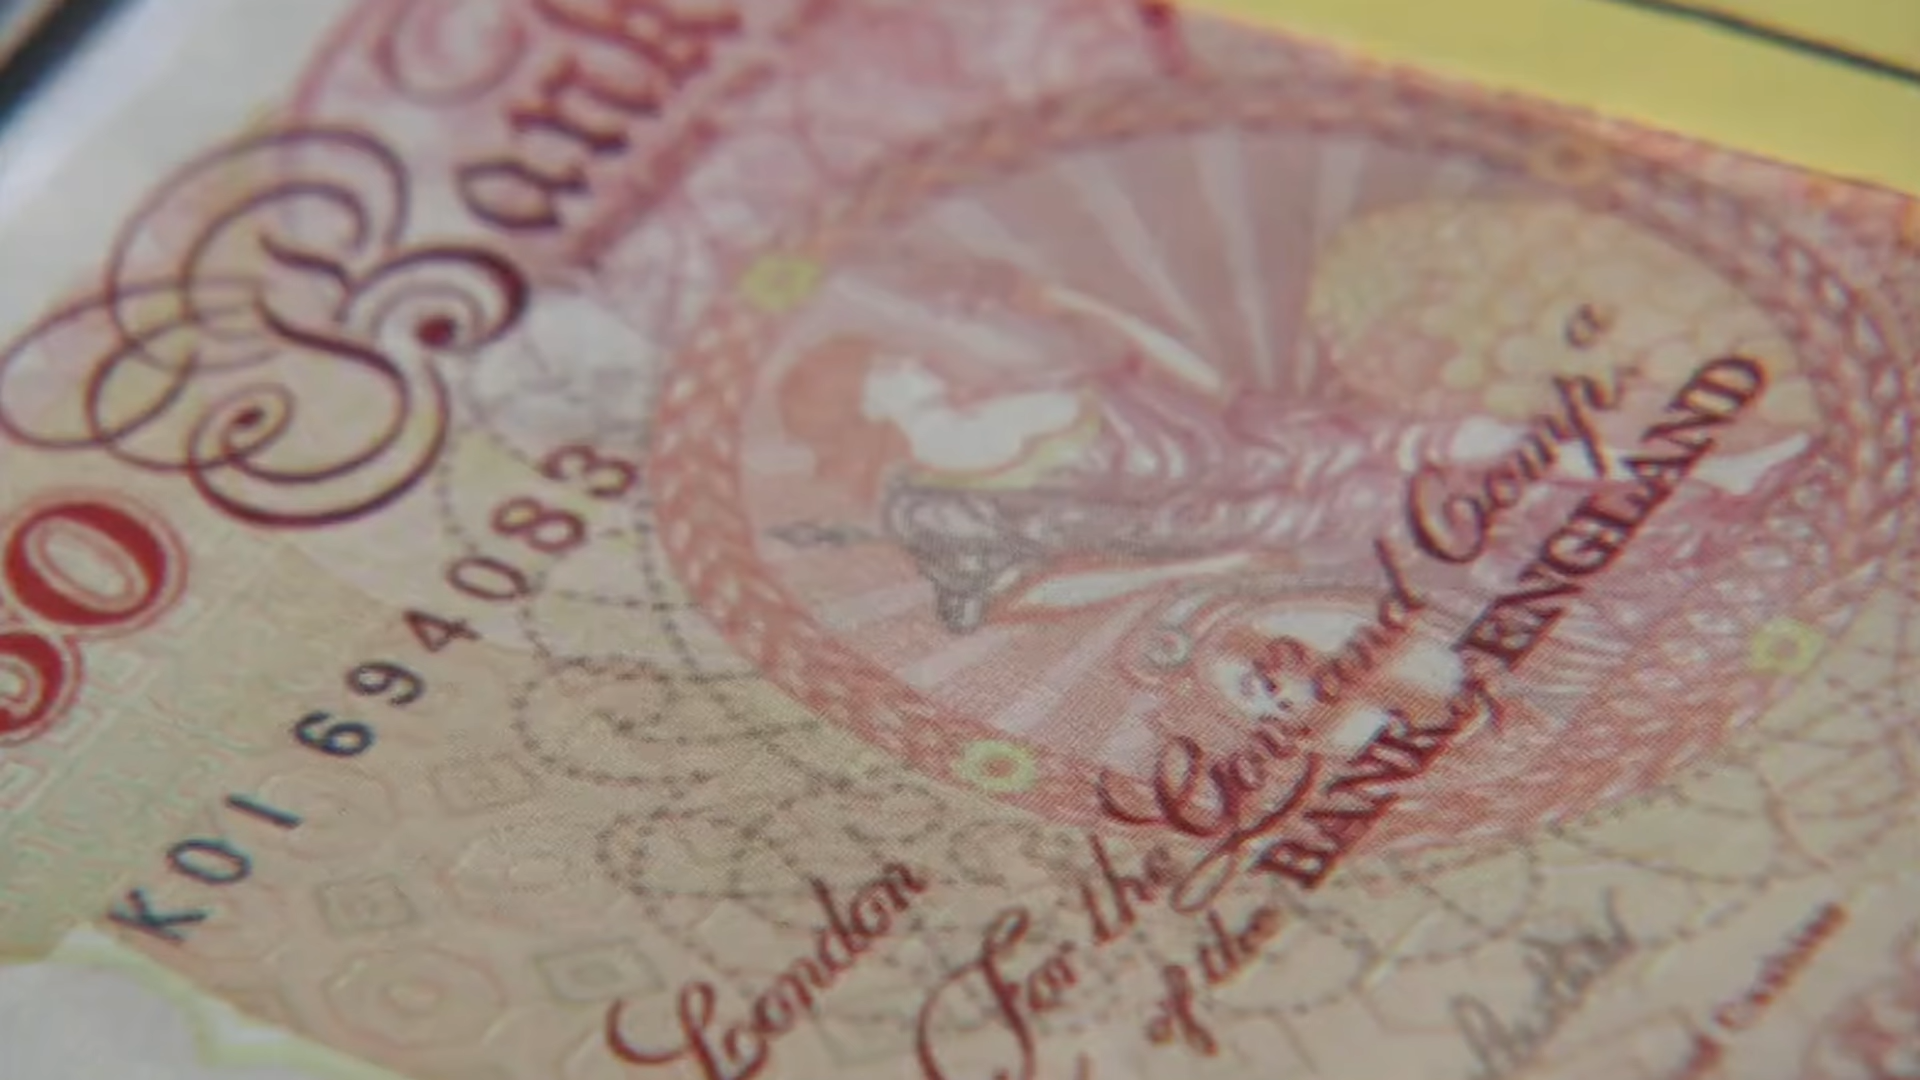 Bank
50
K01 694083
London
For the Gov.r and Comp.a
of the BANK of ENGLAND